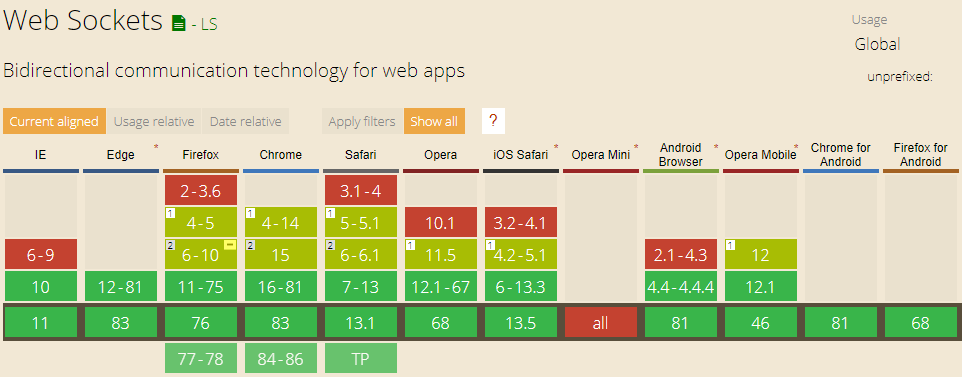 Web Sockets - LS
Usage
Global
unprefixed:
Bidirectional communication technology for web apps
Current aligned Usage relative Date relative Apply filters Show all ?
IE Edge * Firefox Chrome Safari Opera iOS Safari * Opera Mini * Android Browser * Opera Mobile * Chrome for Android Firefox for Android
2-3.6 3.1-4
1 4-5 1 4-14 1 5-5.1 10.1 3.2-4.1
6-9 2 6-10 2 15 2 6-6.1 1 11.5 1 4.2-5.1 2.1-4.3 1 12
10 12-81 11-75 16-81 7-13 12.1-67 6-13.3 4.4-4.4.4 12.1
11 83 76 83 13.1 68 13.5 all 81 46 81 68
77-78 84-86 TP